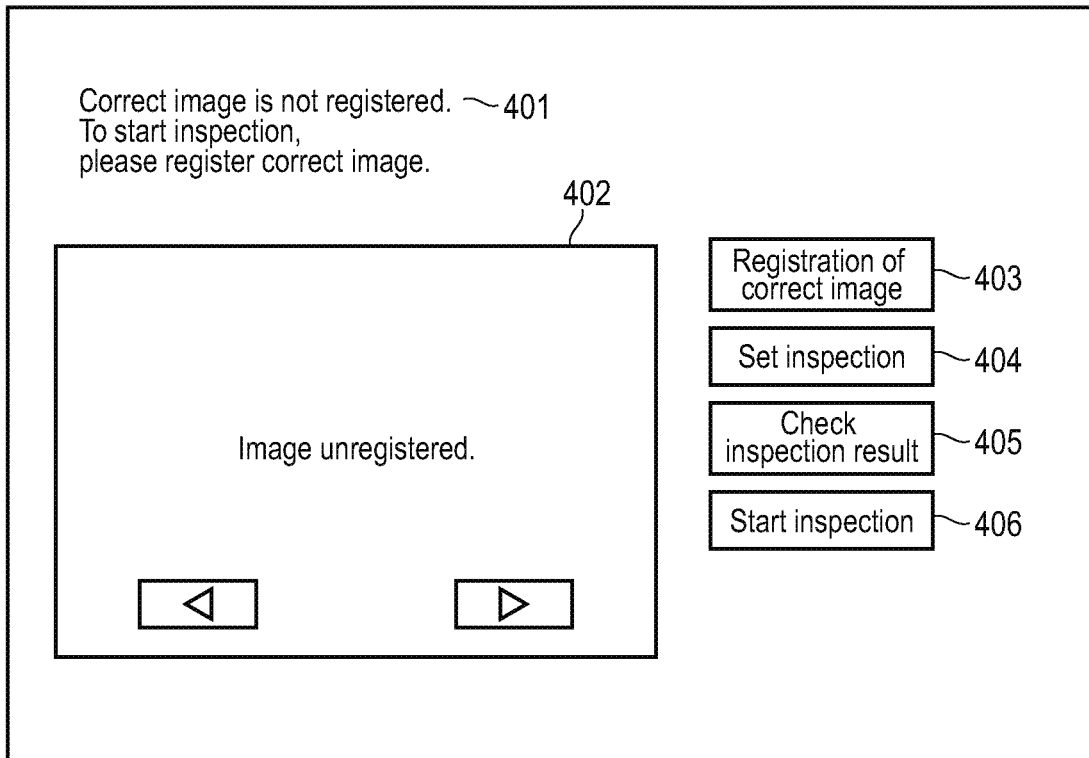 Correct image is not registered. 401
To start inspection,
please register correct image.
402
Registration of
correct image 403
Set inspection 404
Check
inspection result 405
Image unregistered.
Start inspection 406